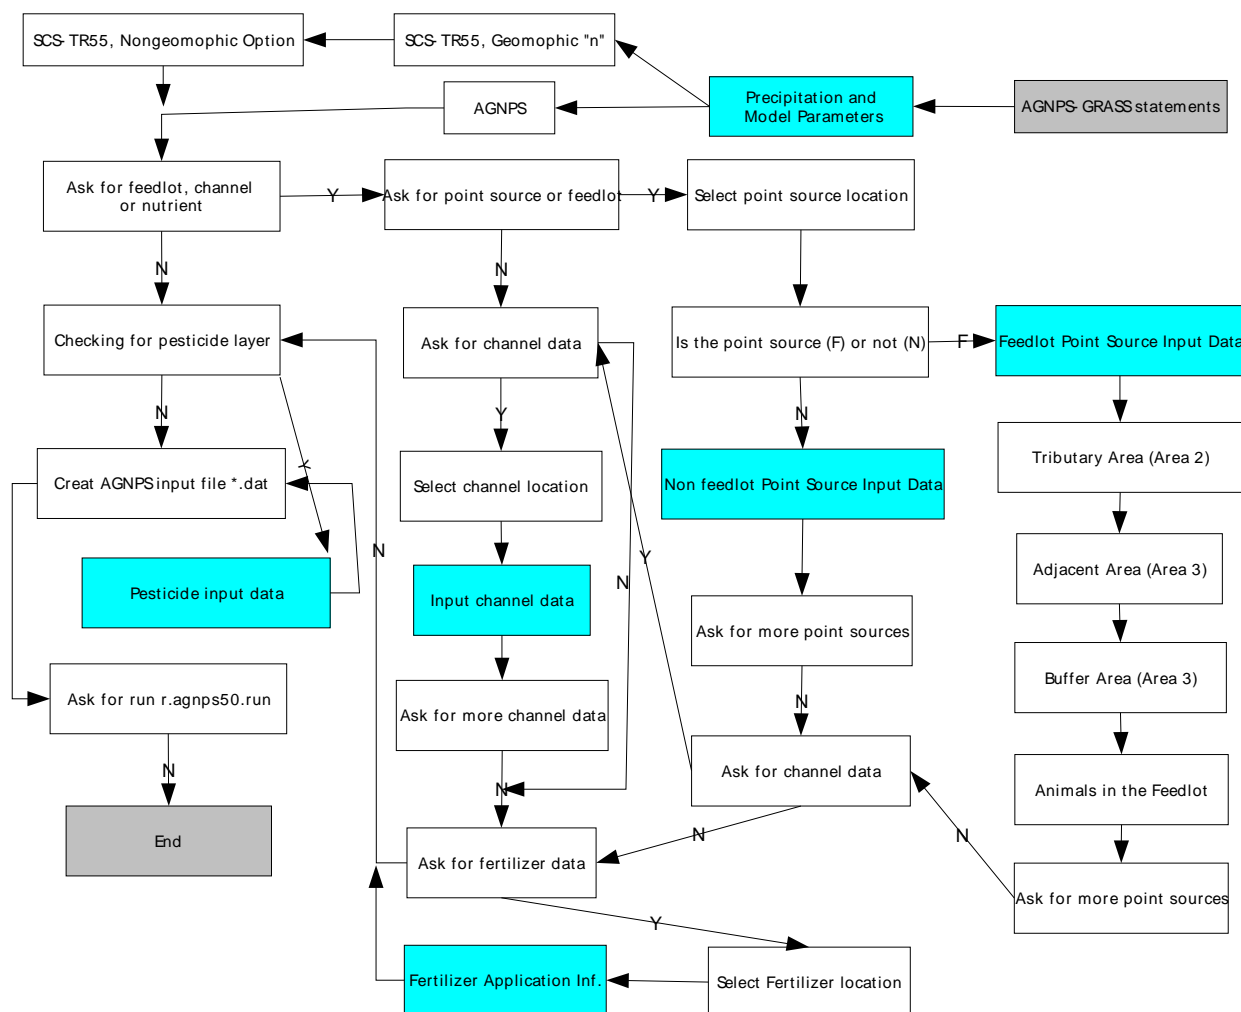 SCS-TR55, Nongeomophic Option
SCS-TR55, Geomophic "n"
AGNPS
Precipitation and
Model Parameters
AGNPS-GRASS statements
Ask for feedlot, channel
or nutrient
Y
Ask for point source or feedlot
Y
Select point source location
N
N
Checking for pesticide layer
Ask for channel data
Is the point source (F) or not (N)
F
Feedlot Point Source Input Data
N
Y
N
Creat AGNPS input file *.dat
Y
Select channel location
Non feedlot Point Source Input Data
Tributary Area (Area 2)
N
Y
N
Pesticide input data
Input channel data
Adjacent Area (Area 3)
Ask for more point sources
Ask for run r.agnps50.run
Ask for more channel data
N
Buffer Area (Area 3)
N
N
Ask for channel data
Animals in the Feedlot
End
Ask for fertilizer data
N
N
Ask for more point sources
Y
Fertilizer Application Inf.
Select Fertilizer location